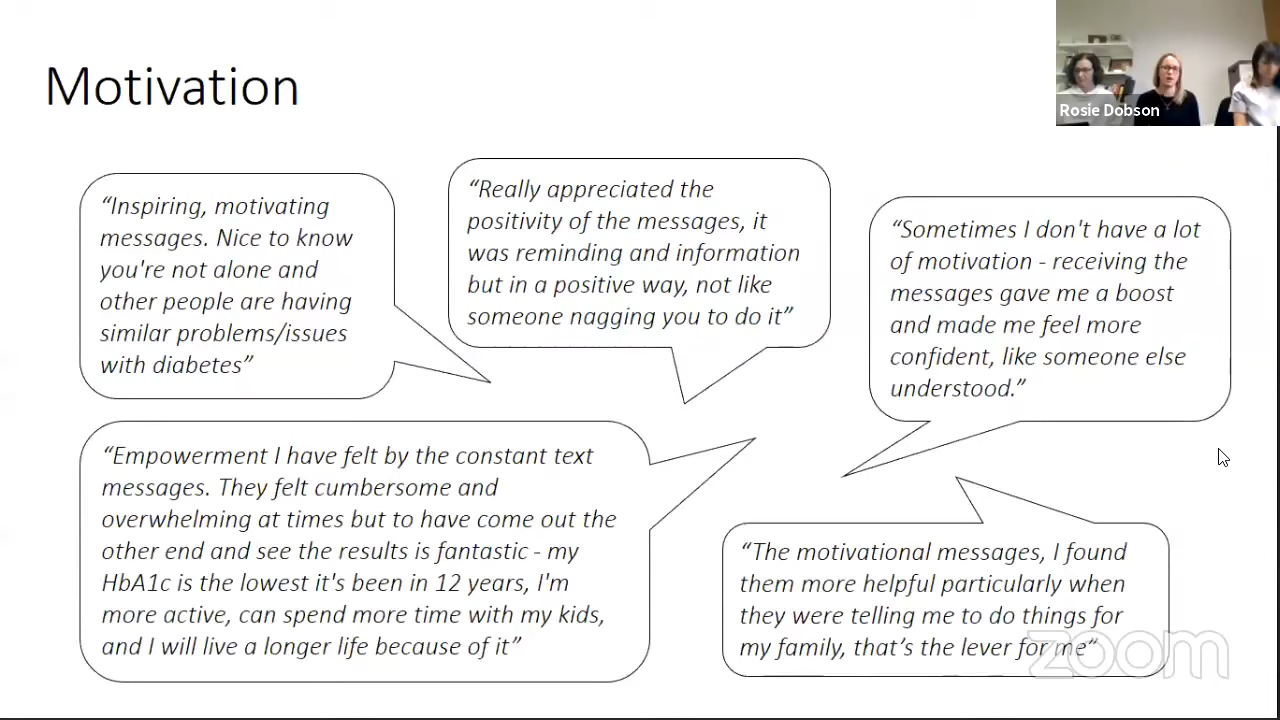 Motivation
Rosie Dobson
“Inspiring, motivating
messages. Nice to know
you're not alone and
other people are having
similar problems/issues
with diabetes”
“Really appreciated the
positivity of the messages, it
was reminding and information
but in a positive way, not like
someone nagging you to do it”
“Sometimes I don't have a lot
of motivation - receiving the
messages gave me a boost
and made me feel more
confident, like someone else
understood.”
“Empowerment I have felt by the constant text
messages. They felt cumbersome and
overwhelming at times but to have come out the
other end and see the results is fantastic - my
HbA1c is the lowest it's been in 12 years, I'm
more active, can spend more time with my kids,
and I will live a longer life because of it”
“The motivational messages, I found
them more helpful particularly when
they were telling me to do things for
my family, that’s the lever for me”
zoom